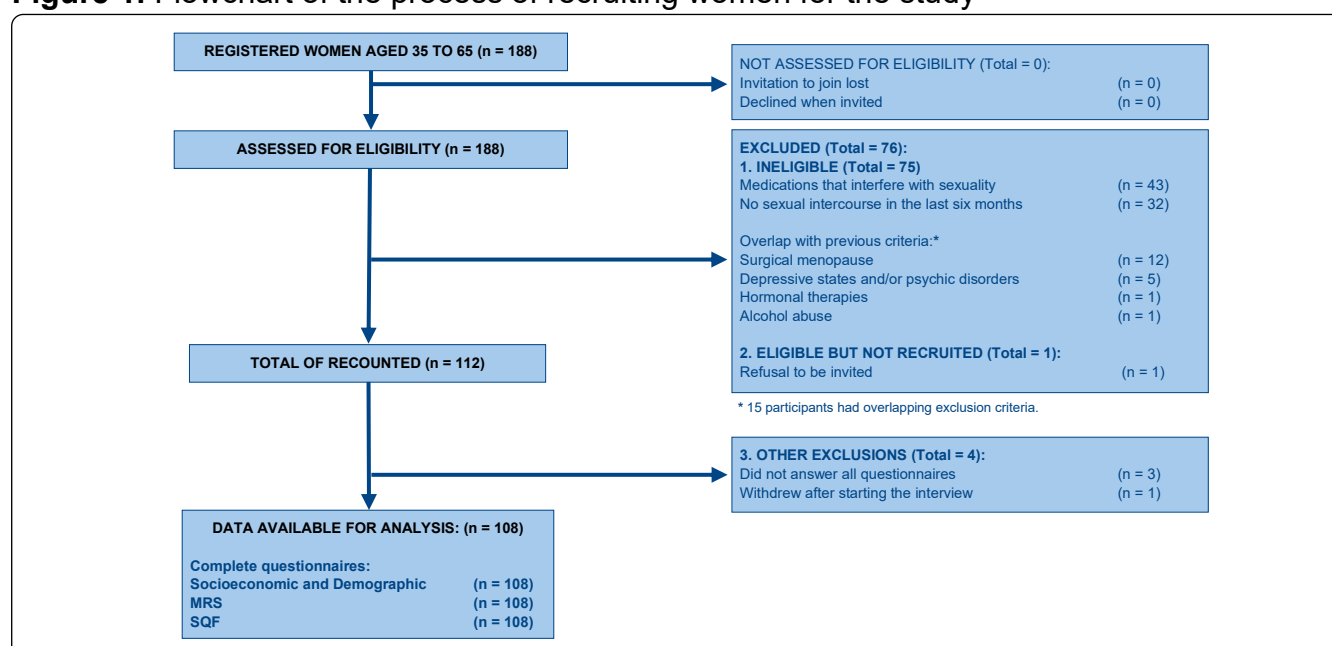 Figure 1. Flowchart of the process of recruiting women for the study
REGISTERED WOMEN AGED 35 TO 65 (n = 188)
NOT ASSESSED FOR ELIGIBILITY (Total = 0):
Invitation to join lost (n = 0)
Declined when invited (n = 0)
ASSESSED FOR ELIGIBILITY (n = 188)
EXCLUDED (Total = 76):
1. INELIGIBLE (Total = 75)
Medications that interfere with sexuality (n = 43)
No sexual intercourse in the last six months (n = 32)
Overlap with previous criteria:*
Surgical menopause (n = 12)
Depressive states and/or psychic disorders (n = 5)
Hormonal therapies (n = 1)
Alcohol abuse (n = 1)
2. ELIGIBLE BUT NOT RECRUITED (Total = 1):
Refusal to be invited (n = 1)
* 15 participants had overlapping exclusion criteria.
TOTAL OF RECOUNTED (n = 112)
3. OTHER EXCLUSIONS (Total = 4):
Did not answer all questionnaires (n = 3)
Withdrew after starting the interview (n = 1)
DATA AVAILABLE FOR ANALYSIS: (n = 108)
Complete questionnaires:
Socioeconomic and Demographic (n = 108)
MRS (n = 108)
SQF (n = 108)